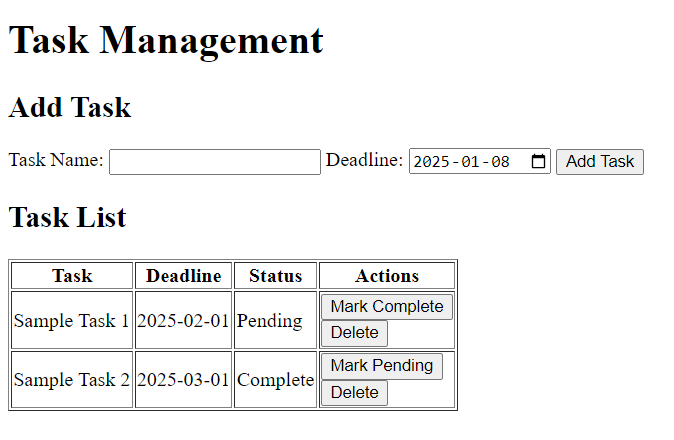 Task Management
Add Task
Task Name: Deadline: 2025-01-08 Add Task
Task List
Task Deadline Status Actions
Sample Task 1 2025-02-01 Pending Mark Complete
Delete
Sample Task 2 2025-03-01 Complete Mark Pending
Delete